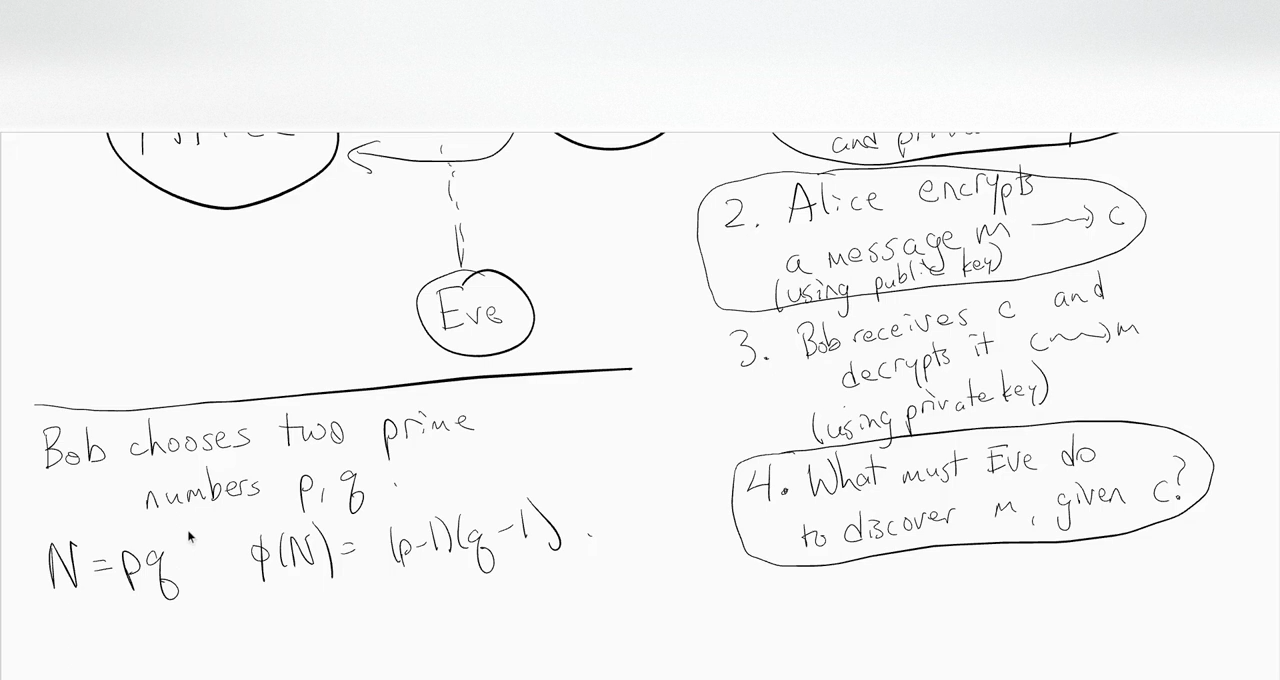 and
2. Alice encrypts
a message m → c
(using public key)
Eve
3. Bob receives c and
decrypts it c ⇝ m
(using private key)
Bob chooses two prime
numbers p, q.
N = pq φ(N) = (p-1)(q-1).
4. What must Eve do
to discover m, given c?